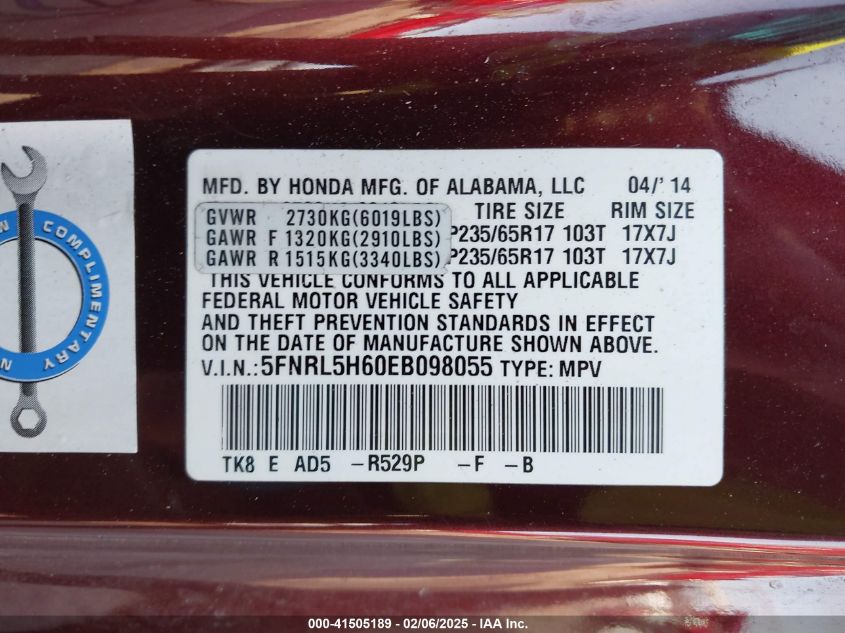 MFD. BY HONDA MFG. OF ALABAMA, LLC 04/'14
GVWR 2730KG(6019LBS) TIRE SIZE RIM SIZE
GAWR F 1320KG(2910LBS) P235/65R17 103T 17X7J
GAWR R 1515KG(3340LBS) P235/65R17 103T 17X7J
THIS VEHICLE CONFORMS TO ALL APPLICABLE
FEDERAL MOTOR VEHICLE SAFETY
AND THEFT PREVENTION STANDARDS IN EFFECT
ON THE DATE OF MANUFACTURE SHOWN ABOVE.
V.I.N.:5FNRL5H60EB098055 TYPE: MPV
TK8 E AD5 -R529P -F -B
COMPLIMENTARY
000-41505189 - 02/06/2025 - IAA Inc.